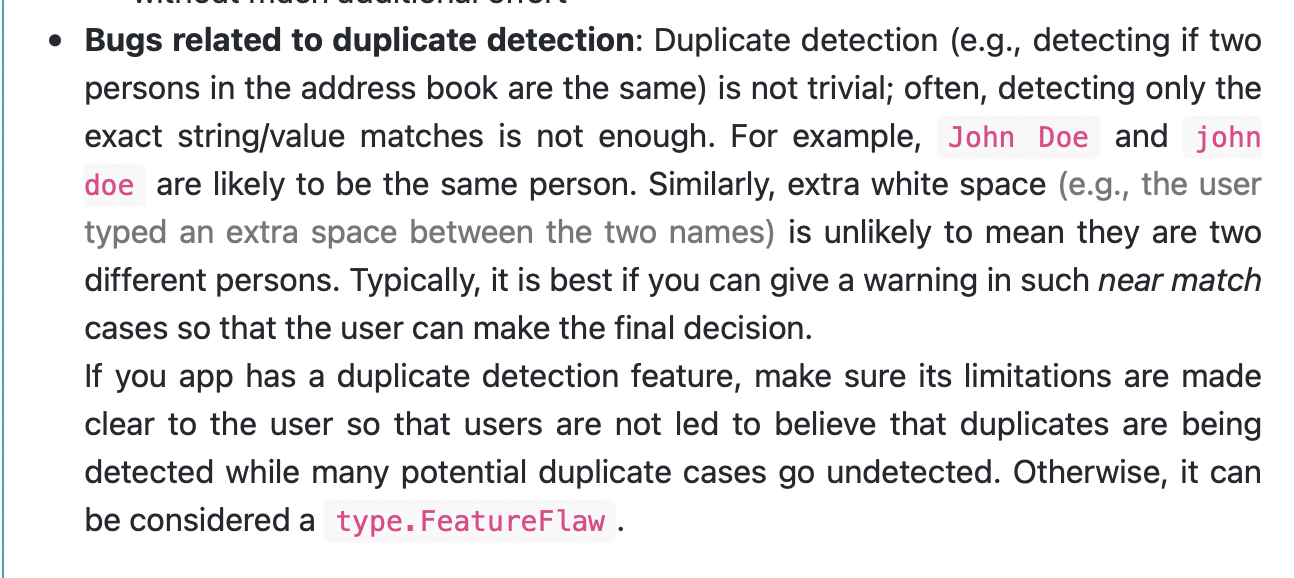 without much additional effort
• Bugs related to duplicate detection: Duplicate detection (e.g., detecting if two
persons in the address book are the same) is not trivial; often, detecting only the
exact string/value matches is not enough. For example, John Doe and john
doe are likely to be the same person. Similarly, extra white space (e.g., the user
typed an extra space between the two names) is unlikely to mean they are two
different persons. Typically, it is best if you can give a warning in such near match
cases so that the user can make the final decision.
If you app has a duplicate detection feature, make sure its limitations are made
clear to the user so that users are not led to believe that duplicates are being
detected while many potential duplicate cases go undetected. Otherwise, it can
be considered a type.FeatureFlaw .